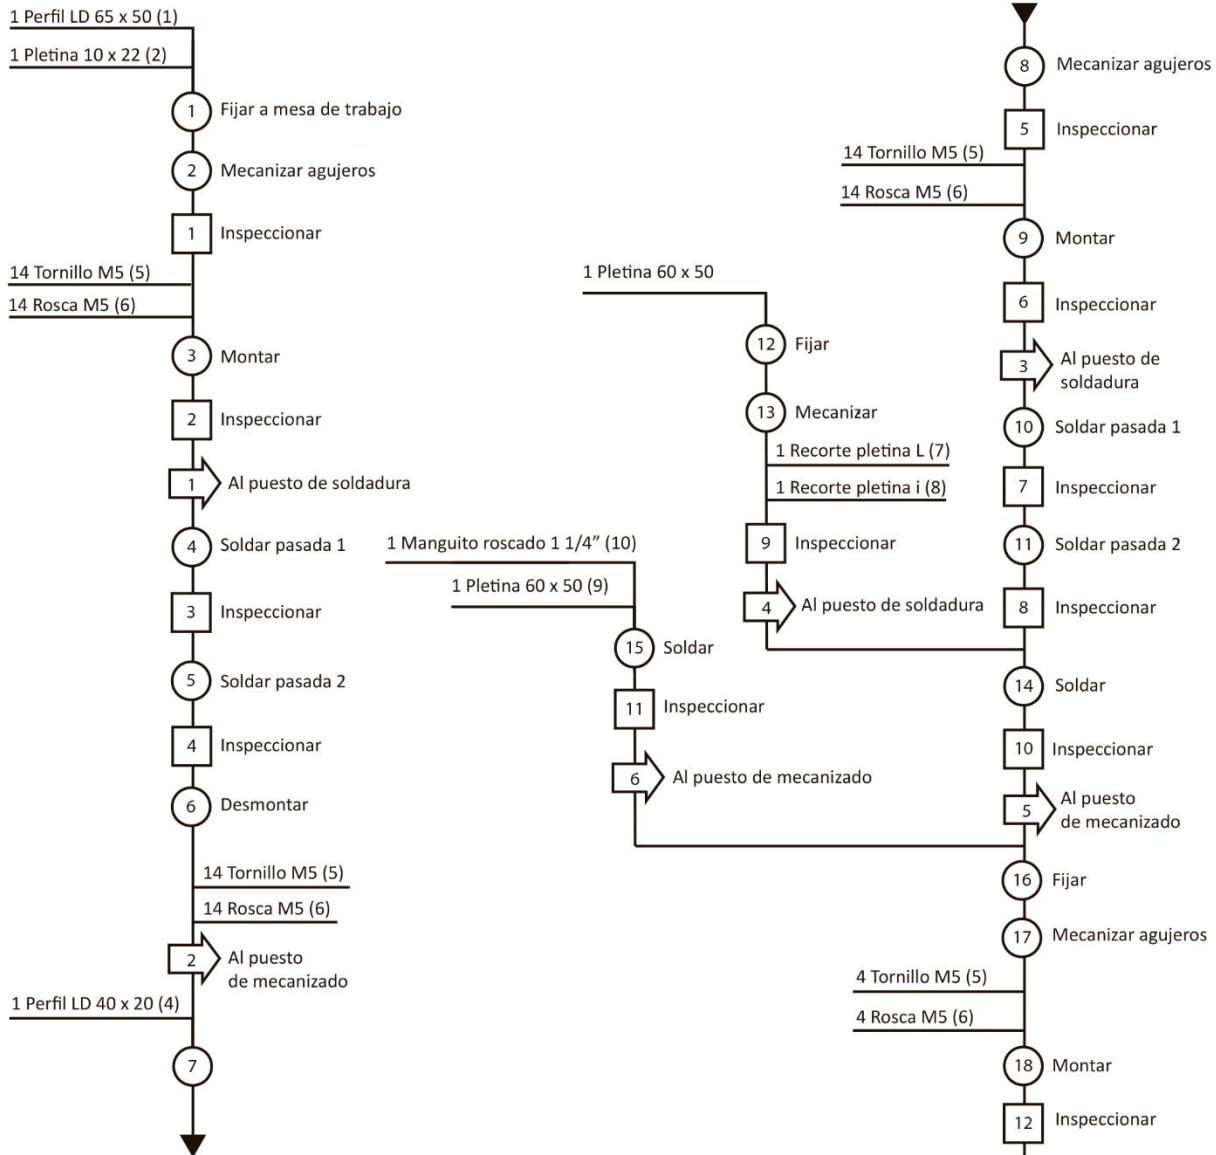 1 Perfil LD 65 x 50 (1)
1 Pletina 10 x 22 (2)
1
Fijar a mesa de trabajo
2
Mecanizar agujeros
1
Inspeccionar
14 Tornillo M5 (5)
14 Rosca M5 (6)
3
Montar
2
Inspeccionar
1
Al puesto de soldadura
4
Soldar pasada 1
3
Inspeccionar
5
Soldar pasada 2
4
Inspeccionar
6
Desmontar
14 Tornillo M5 (5)
14 Rosca M5 (6)
2
Al puesto
de mecanizado
1 Perfil LD 40 x 20 (4)
7
1 Manguito roscado 1 1/4" (10)
1 Pletina 60 x 50 (9)
15
Soldar
11
Inspeccionar
6
Al puesto de mecanizado
1 Pletina 60 x 50
12
Fijar
13
Mecanizar
1 Recorte pletina L (7)
1 Recorte pletina i (8)
9
Inspeccionar
4
Al puesto de soldadura
8
Mecanizar agujeros
5
Inspeccionar
14 Tornillo M5 (5)
14 Rosca M5 (6)
9
Montar
6
Inspeccionar
3
Al puesto de
soldadura
10
Soldar pasada 1
7
Inspeccionar
11
Soldar pasada 2
8
Inspeccionar
14
Soldar
10
Inspeccionar
5
Al puesto
de mecanizado
16
Fijar
17
Mecanizar agujeros
4 Tornillo M5 (5)
4 Rosca M5 (6)
18
Montar
12
Inspeccionar